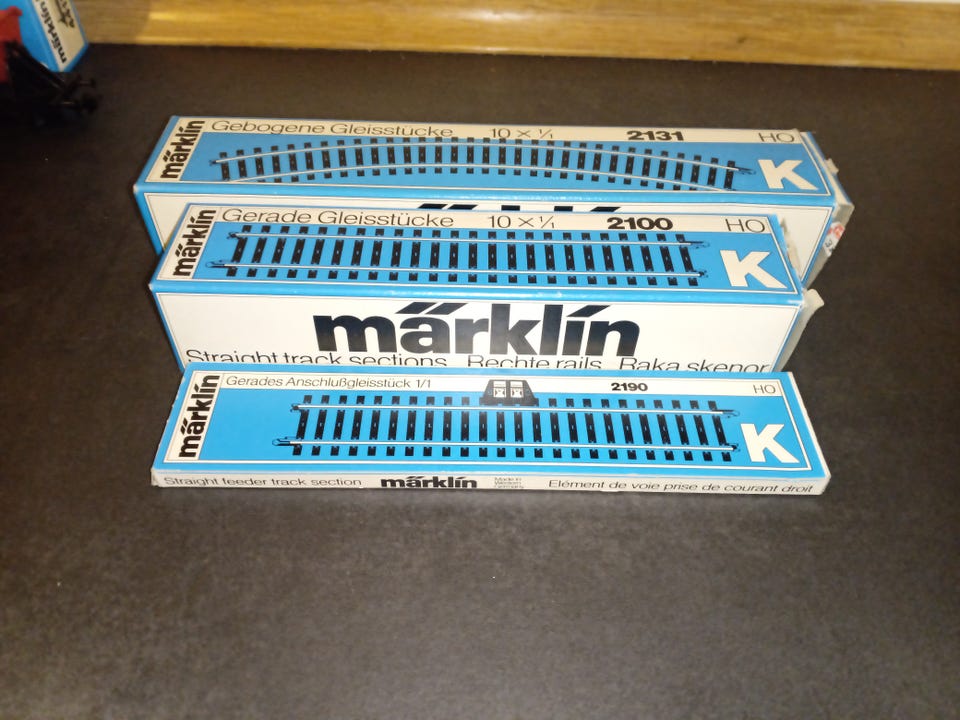 märklin
märklin
Gebogene Gleisstücke 10 x 1/1 2131 HO
K
märklin
Gerade Gleisstücke 10 x 1/1 2100 HO
K
märklin
Straight track sections Rechte rails Raka skenor
märklin
Gerades Anschlußgleisstück 1/1 2190 HO
K
Straight feeder track section märklin Made in Western Germany Elément de voie prise de courant droit